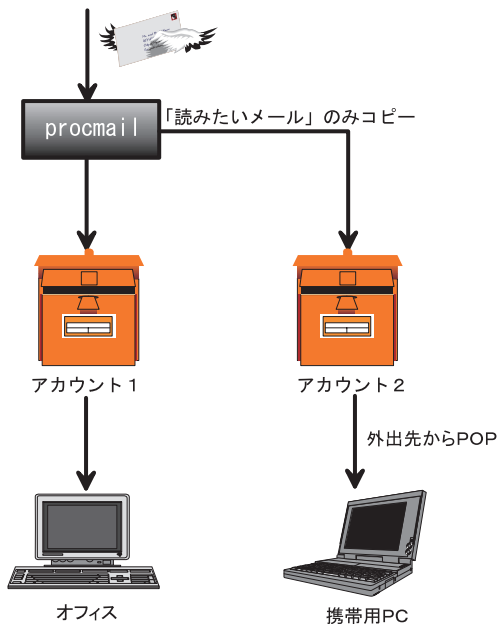 procmail
「読みたいメール」のみコピー
アカウント1
アカウント2
外出先からPOP
オフィス
携帯用PC